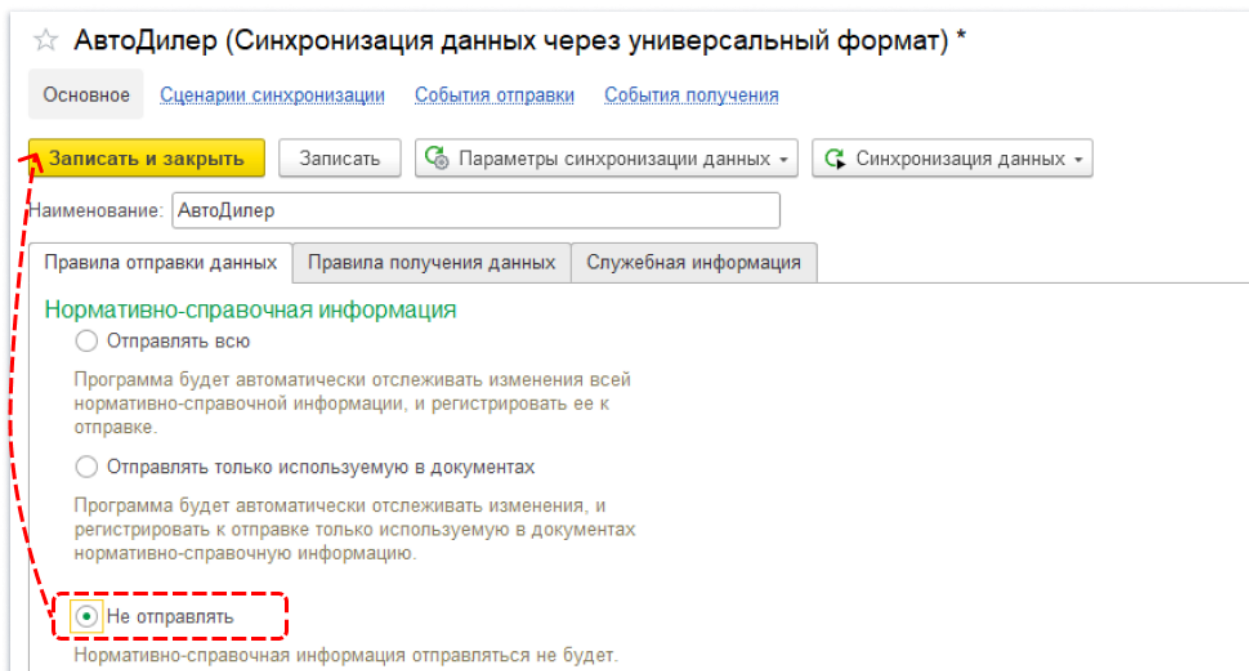 АвтоДилер (Синхронизация данных через универсальный формат) *
Основное Сценарии синхронизации События отправки События получения
Записать и закрыть Записать Параметры синхронизации данных Синхронизация данных
Наименование: АвтоДилер
Правила отправки данных Правила получения данных Служебная информация
Нормативно-справочная информация
Отправлять всю
Программа будет автоматически отслеживать изменения всей
нормативно-справочной информации, и регистрировать ее к
отправке.
Отправлять только используемую в документах
Программа будет автоматически отслеживать изменения, и
регистрировать к отправке только используемую в документах
нормативно-справочную информацию.
Не отправлять
Нормативно-справочная информация отправляться не будет.